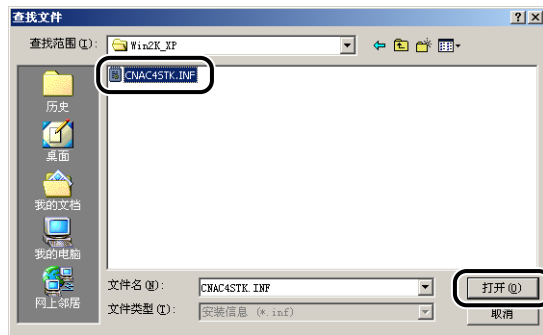 查找文件
查找范围(I):
Win2K_XP
CNAC4STK.INF
历史
桌面
我的文档
我的电脑
网上邻居
文件名(N):
CNAC4STK.INF
打开(O)
文件类型(T):
安装信息 (*.inf)
取消